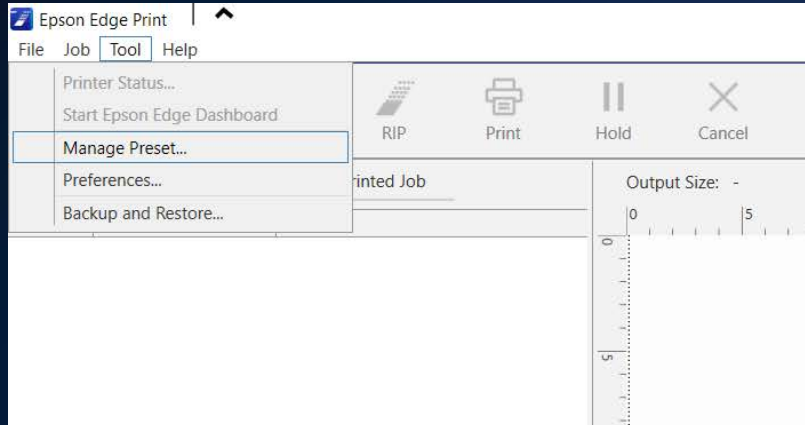 Epson Edge Print
File Job Tool Help
Printer Status...
Start Epson Edge Dashboard
Manage Preset...
Preferences...
Backup and Restore...
RIP Print Hold Cancel
rinted Job
Output Size: -
0 5
0
5